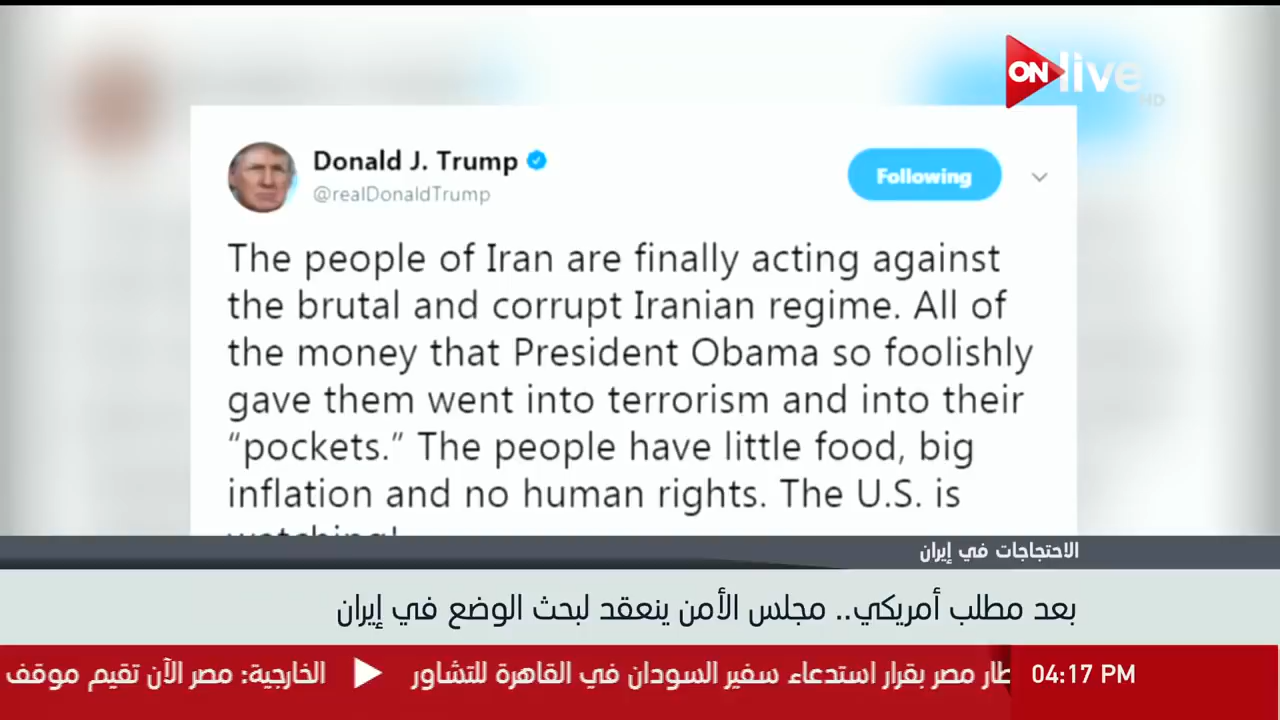 ON live
HD
Donald J. Trump
@realDonaldTrump
Following
The people of Iran are finally acting against
the brutal and corrupt Iranian regime. All of
the money that President Obama so foolishly
gave them went into terrorism and into their
“pockets.” The people have little food, big
inflation and no human rights. The U.S. is
watching!
الاحتجاجات في إيران
بعد مطلب أمريكي.. مجلس الأمن ينعقد لبحث الوضع في إيران
مصر بقرار استدعاء سفير السودان في القاهرة للتشاور ▶ الخارجية: مصر الآن تقيم موقف
04:17 PM